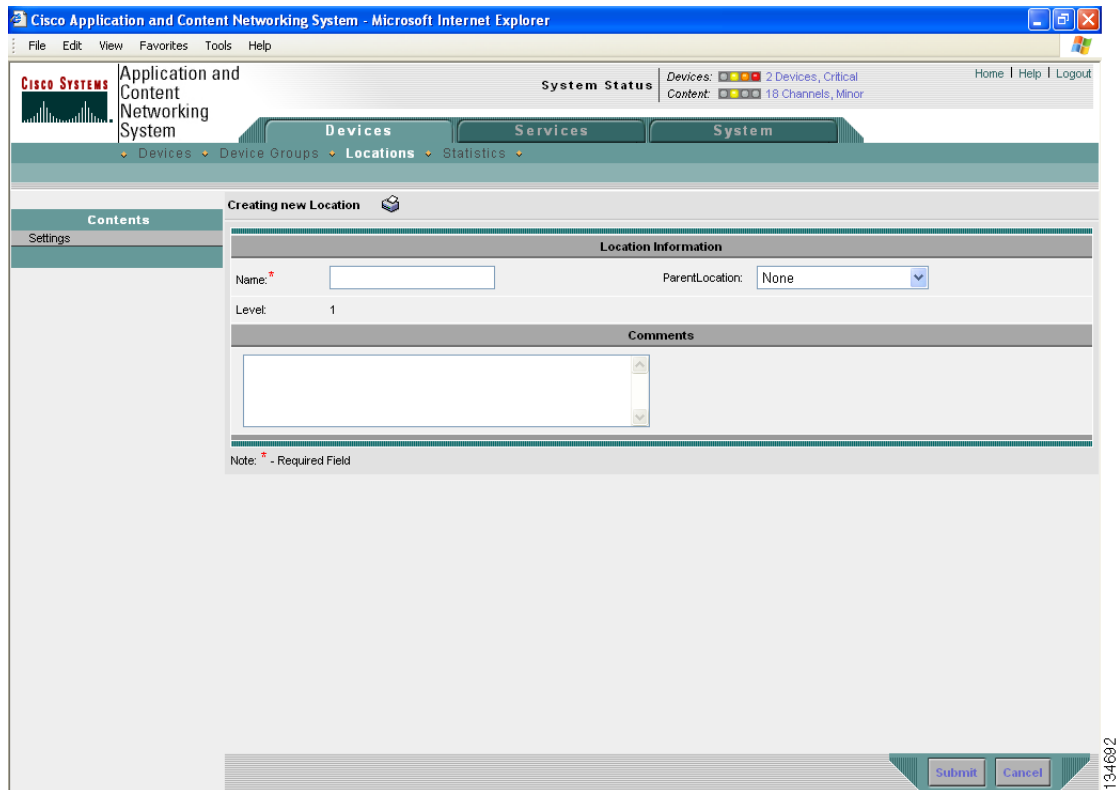 Cisco Application and Content Networking System - Microsoft Internet Explorer
File Edit View Favorites Tools Help
CISCO SYSTEMS
Application and
Content
Networking
System
System Status
Devices: 2 Devices, Critical
Content: 18 Channels, Minor
Home | Help | Logout
Devices Services System
Devices Device Groups Locations Statistics
Contents
Settings
Creating new Location
Location Information
Name:* ParentLocation: None
Level: 1
Comments
Note: * - Required Field
Submit Cancel
134692